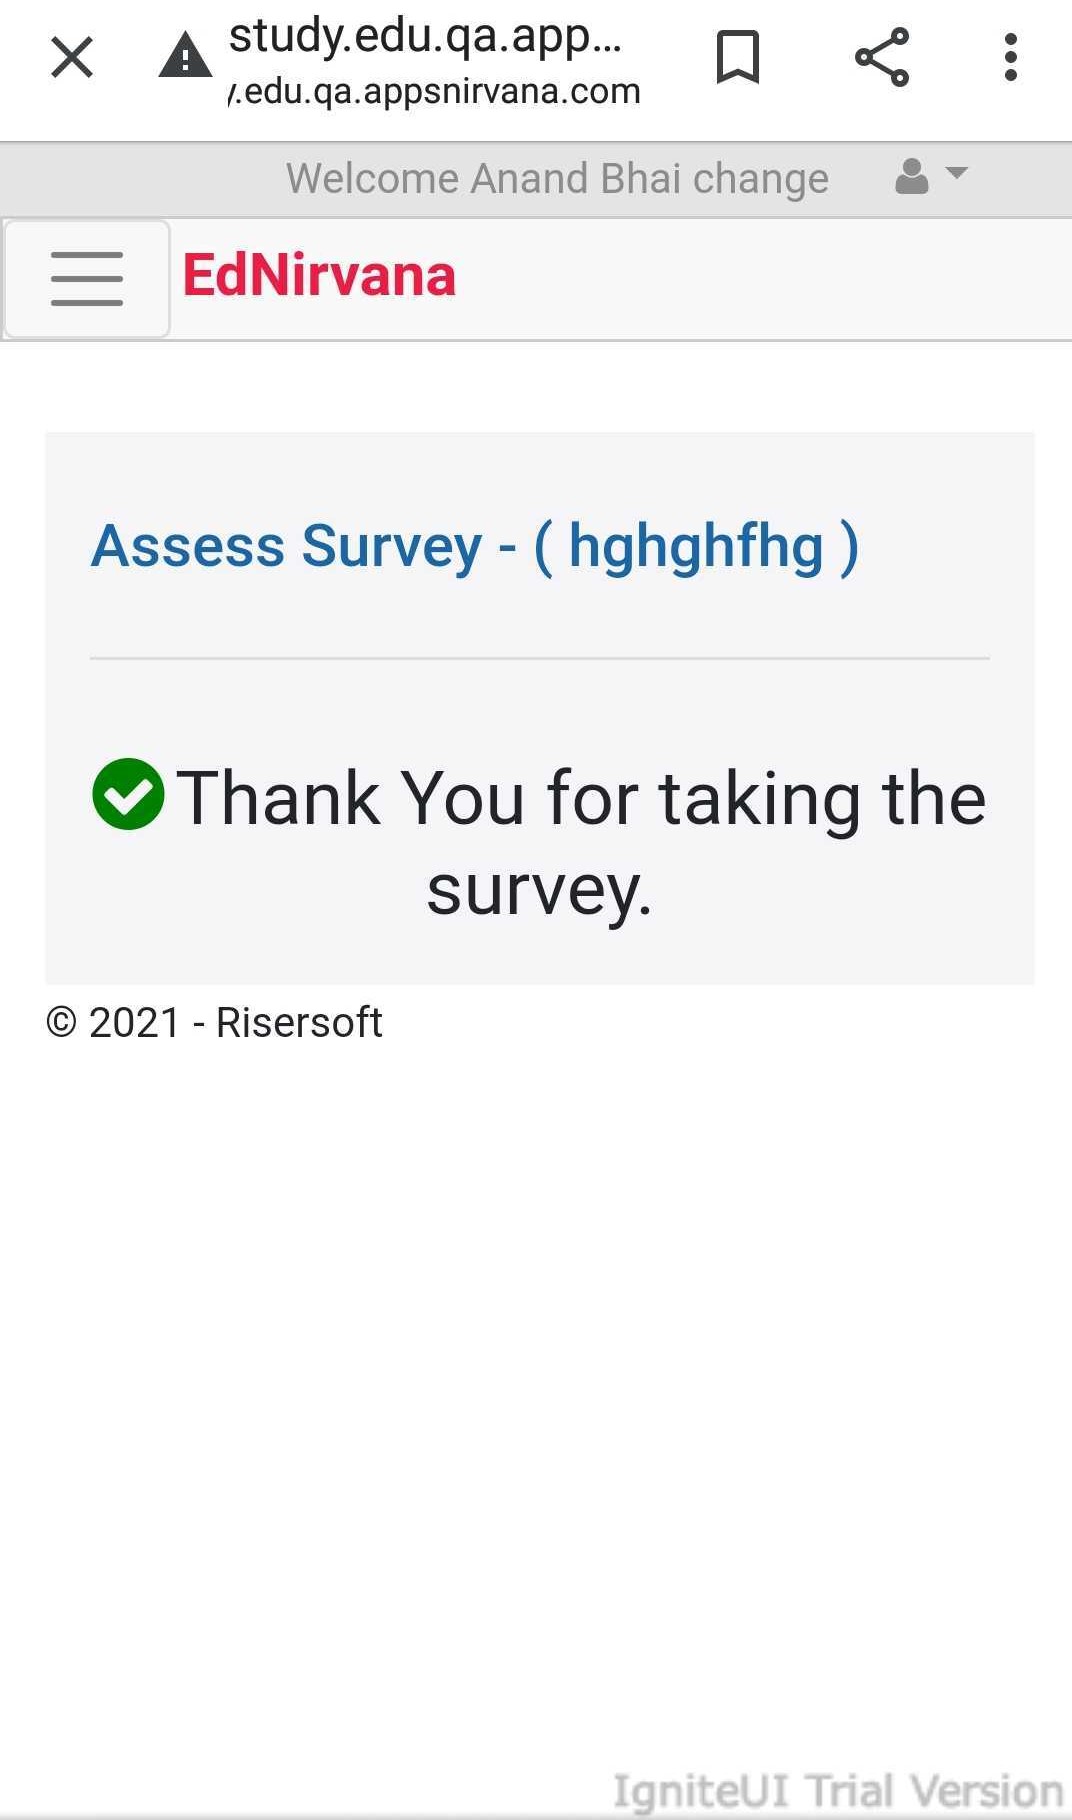 study.edu.qa.app...
.edu.qa.appsnirvana.com
Welcome Anand Bhai change
EdNirvana
Assess Survey - ( hghghfhg )
Thank You for taking the
survey.
© 2021 - Risersoft
IgniteUI Trial Version